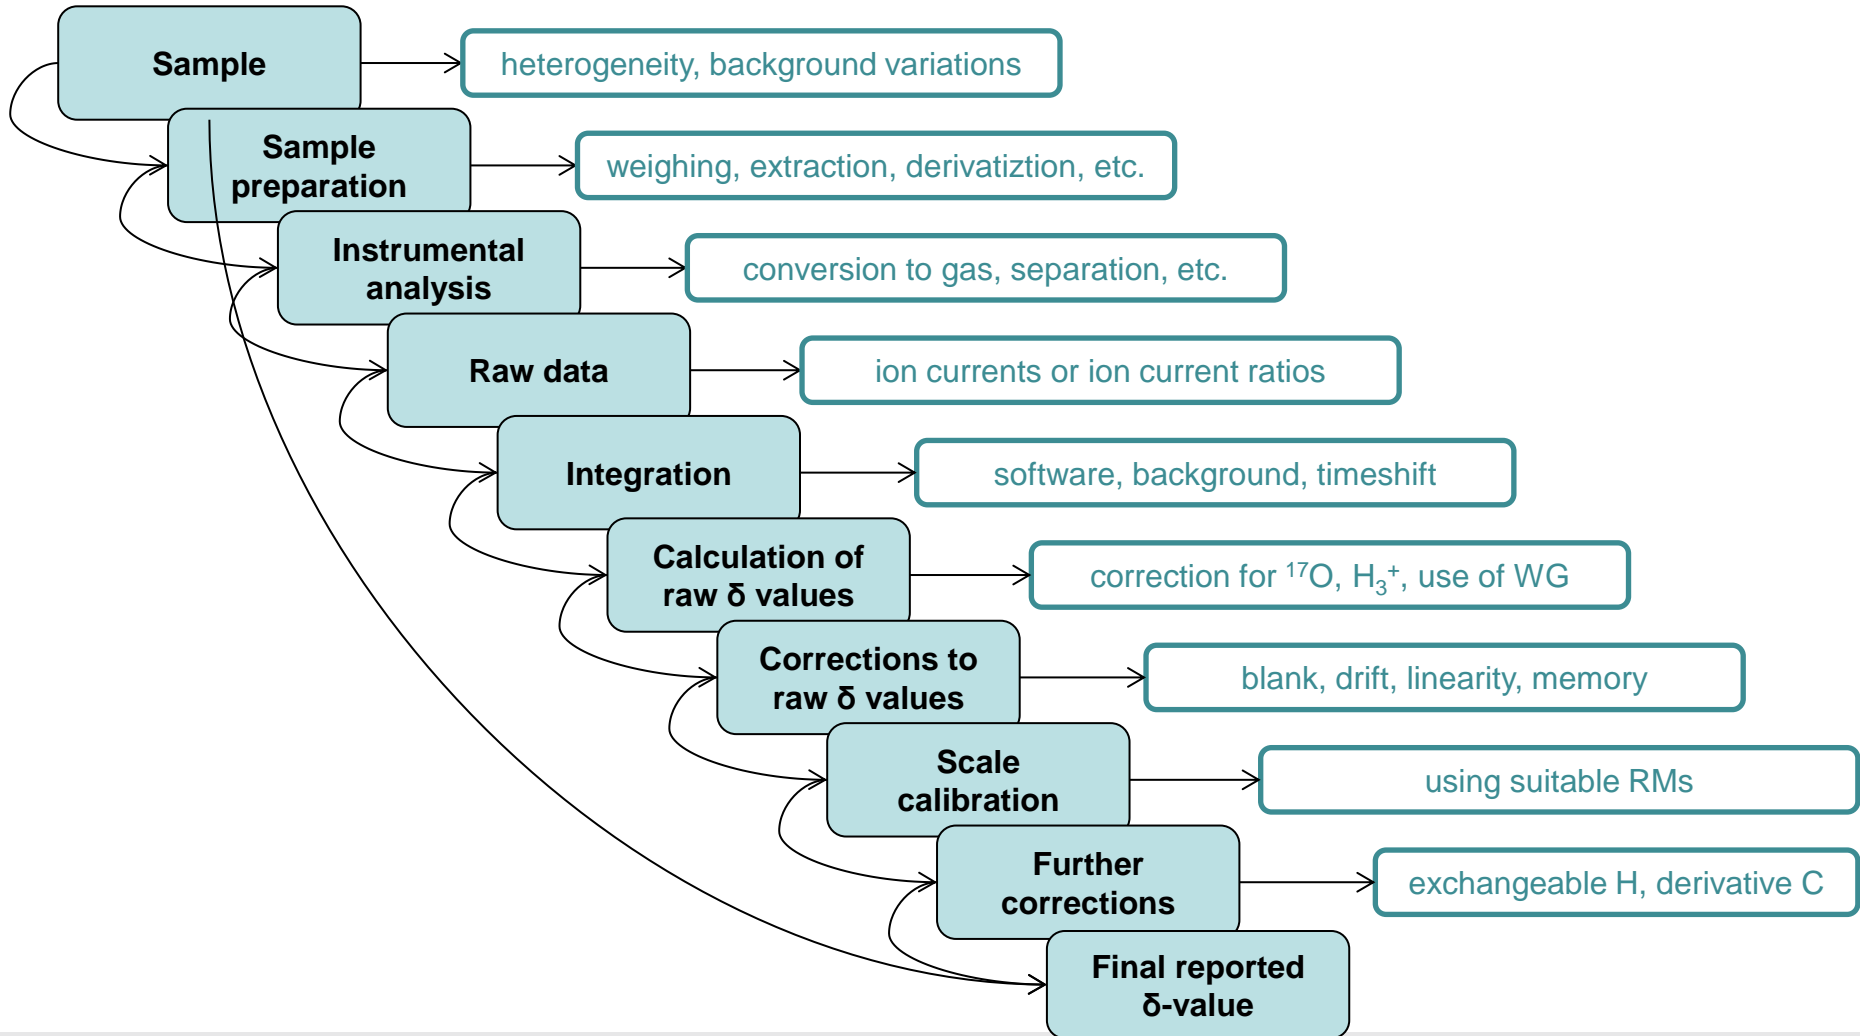 Sample
heterogeneity, background variations
Sample
preparation
weighing, extraction, derivatiztion, etc.
Instrumental
analysis
conversion to gas, separation, etc.
Raw data
ion currents or ion current ratios
Integration
software, background, timeshift
Calculation of
raw δ values
correction for ¹⁷O, H₃⁺, use of WG
Corrections to
raw δ values
blank, drift, linearity, memory
Scale
calibration
using suitable RMs
Further
corrections
exchangeable H, derivative C
Final reported
δ-value